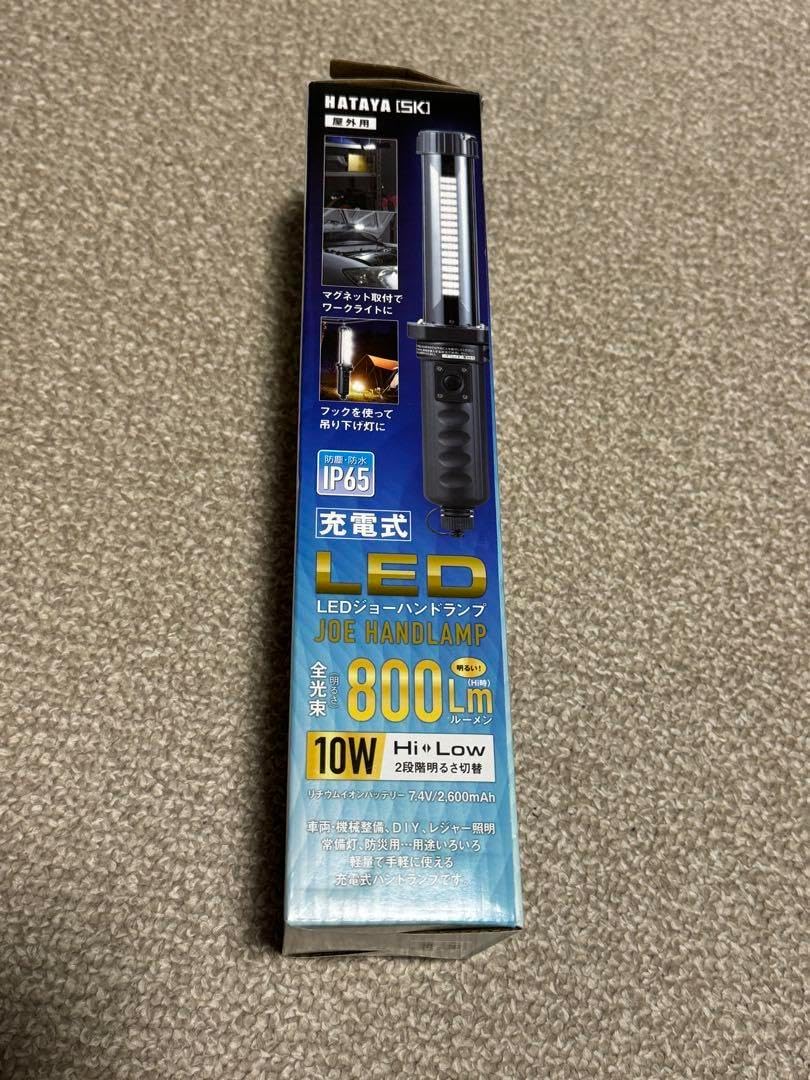 HATAYA [SK]
屋外用
マグネット取付で
ワークライトに
フックを使って
吊り下げ灯に
防塵・防水
IP65
充電式
LED
LEDジョーハンドランプ
JOE HANDLAMP
全光束
(明るさ)
800Lm
明るい!
(Hi時)
ルーメン
10W
Hi Low
2段階明るさ切替
リチウムイオンバッテリー 7.4V/2,600mAh
車両・機械整備、DIY、レジャー照明
常備灯、防災用…用途いろいろ
軽量で手軽に使える
充電式ハンドランプです。